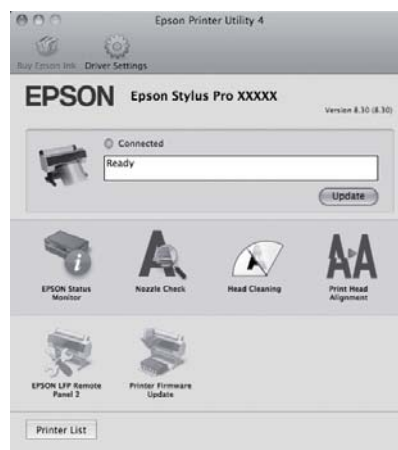 Epson Printer Utility 4
Buy Epson Ink
Driver Settings
EPSON
Epson Stylus Pro XXXXX
Version 8.30 (8.30)
Connected
Ready
Update
EPSON Status
Monitor
Nozzle Check
Head Cleaning
Print Head
Alignment
EPSON LFP Remote
Panel 2
Printer Firmware
Update
Printer List